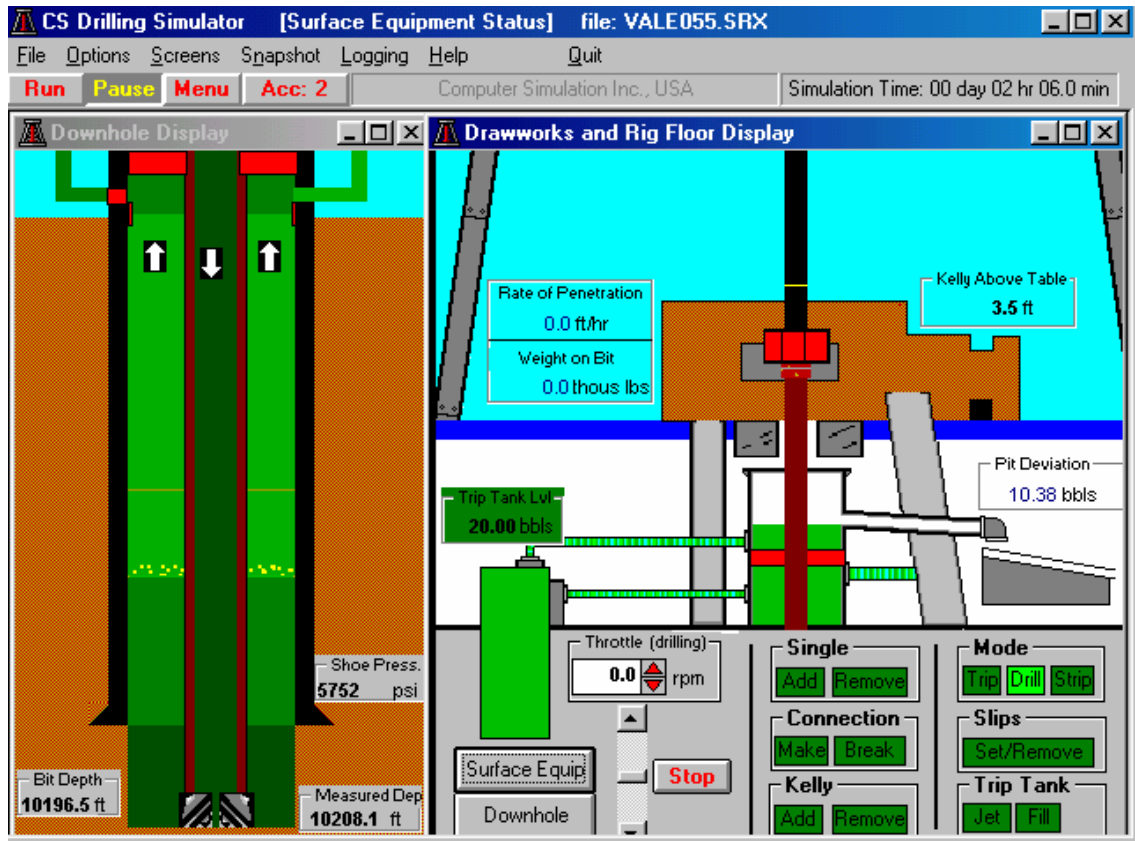 CS Drilling Simulator [Surface Equipment Status] file: VALE055.SRX
File Options Screens Snapshot Logging Help Quit
Run Pause Menu Acc: 2 Computer Simulation Inc., USA Simulation Time: 00 day 02 hr 06.0 min
Downhole Display
Shoe Press.
5752 psi
Bit Depth
10196.5 ft
Measured Dep
10208.1 ft
Drawworks and Rig Floor Display
Rate of Penetration
0.0 ft/hr
Weight on Bit
0.0 thous lbs
Kelly Above Table
3.5 ft
Pit Deviation
10.38 bbls
Trip Tank Lvl
20.00 bbls
Throttle (drilling)
0.0 rpm
Surface Equip
Downhole
Stop
Single
Add Remove
Connection
Make Break
Kelly
Add Remove
Mode
Trip Drill Strip
Slips
Set/Remove
Trip Tank
Jet Fill